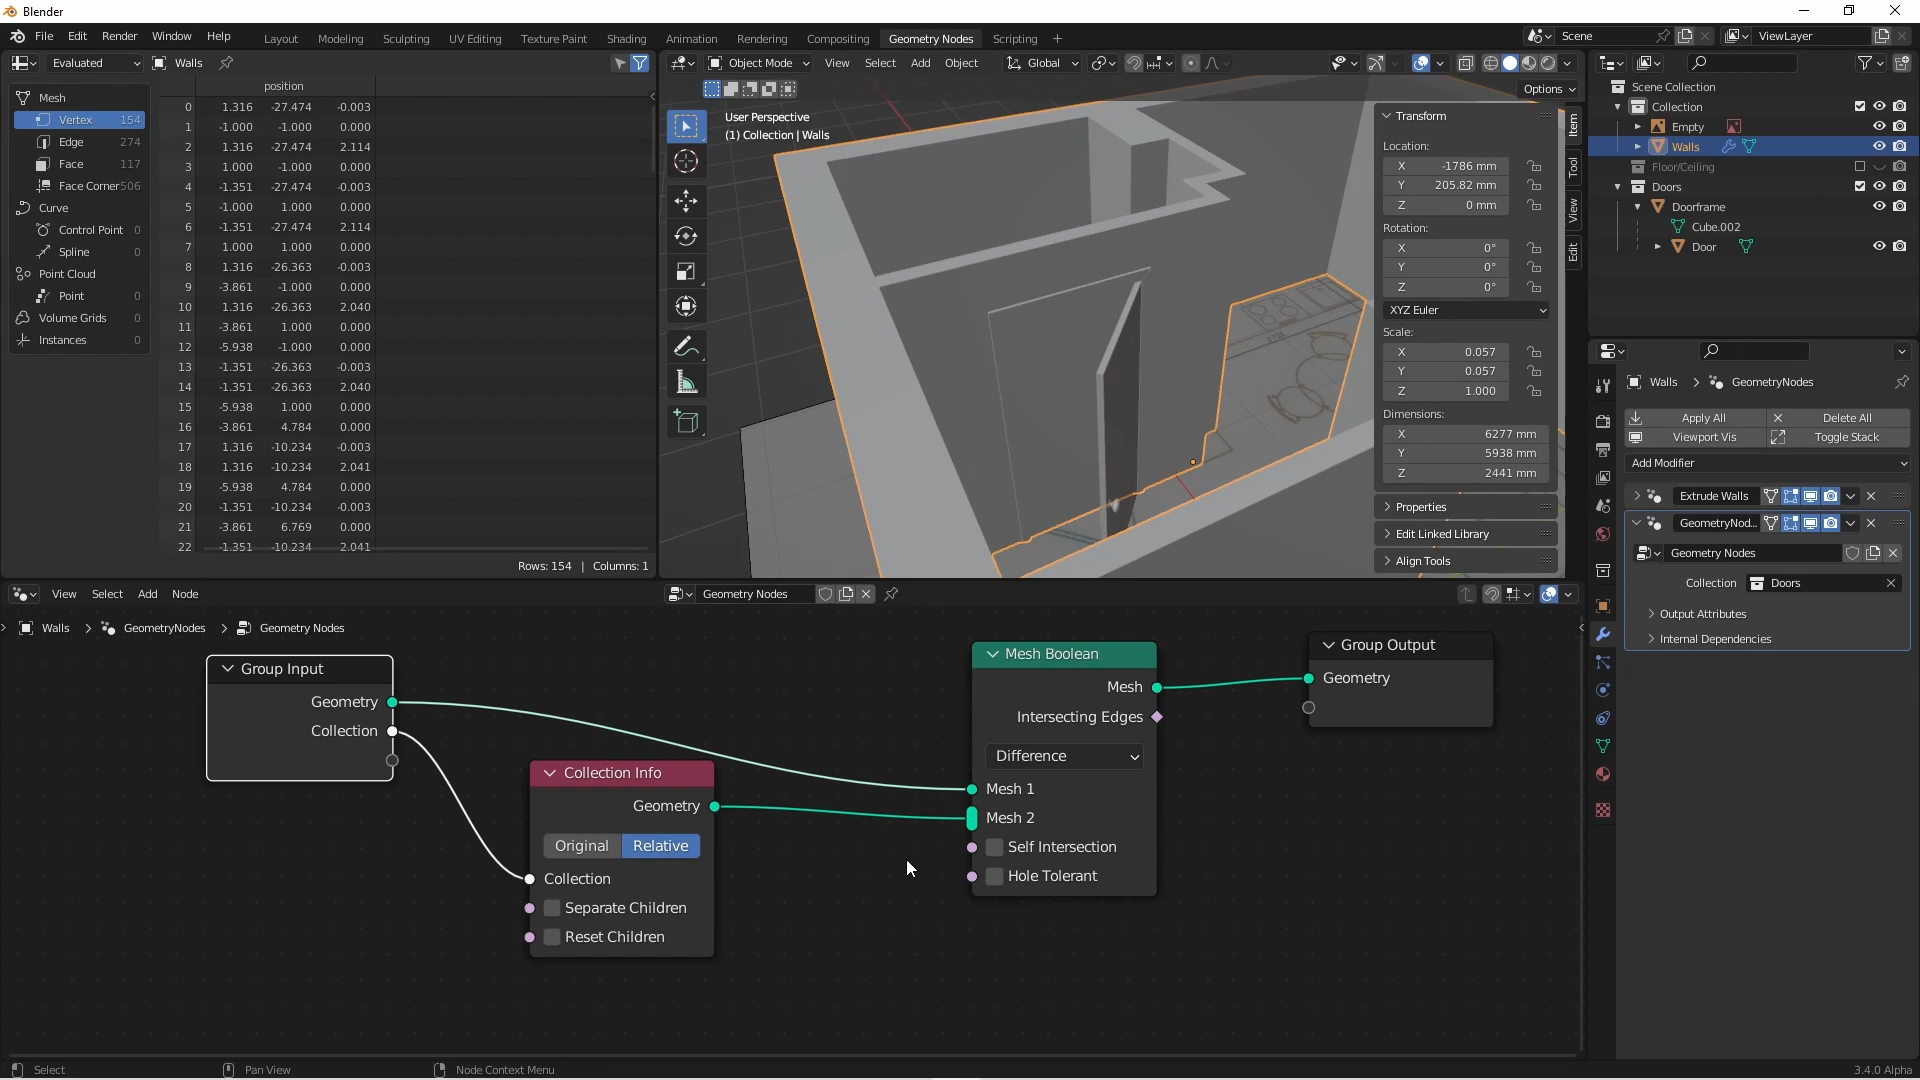 Blender
File Edit Render Window Help
Layout Modeling Sculpting UV Editing Texture Paint Shading Animation Rendering Compositing Geometry Nodes Scripting +
Scene
ViewLayer
Evaluated
Walls
position
Mesh
Vertex 154
Edge 274
Face 117
Face Corner 506
Curve
Control Point 0
Spline 0
Point Cloud
Point 0
Volume Grids 0
Instances 0
0 1.316 -27.474 -0.003
1 -1.000 -1.000 0.000
2 1.316 -27.474 2.114
3 1.000 -1.000 0.000
4 -1.351 -27.474 -0.003
5 -1.000 1.000 0.000
6 -1.351 -27.474 2.114
7 1.000 1.000 0.000
8 1.316 -26.363 -0.003
9 -3.861 -1.000 0.000
10 1.316 -26.363 2.040
11 -3.861 1.000 0.000
12 -5.938 -1.000 0.000
13 -1.351 -26.363 -0.003
14 -1.351 -26.363 2.040
15 -5.938 1.000 0.000
16 -3.861 4.784 0.000
17 1.316 -10.234 -0.003
18 1.316 -10.234 2.041
19 -5.938 4.784 0.000
20 -1.351 -10.234 -0.003
21 -3.861 6.769 0.000
22 -1.351 -10.234 2.041
Rows: 154 | Columns: 1
Object Mode View Select Add Object Global
Options
User Perspective
(1) Collection | Walls
Transform
Location:
X -1786 mm
Y 205.82 mm
Z 0 mm
Rotation:
X 0°
Y 0°
Z 0°
XYZ Euler
Scale:
X 0.057
Y 0.057
Z 1.000
Dimensions:
X 6277 mm
Y 5938 mm
Z 2441 mm
Properties
Edit Linked Library
Align Tools
Item
Tool
View
Edit
Scene Collection
Collection
Empty
Walls
Floor/Ceiling
Doors
Doorframe
Cube.002
Door
Walls > GeometryNodes
Apply All Delete All
Viewport Vis Toggle Stack
Add Modifier
Extrude Walls
GeometryNod...
Geometry Nodes
Collection Doors
Output Attributes
Internal Dependencies
View Select Add Node
Geometry Nodes
Walls > GeometryNodes > Geometry Nodes
Group Input
Geometry
Collection
Collection Info
Geometry
Original Relative
Collection
Separate Children
Reset Children
Mesh Boolean
Mesh
Intersecting Edges
Difference
Mesh 1
Mesh 2
Self Intersection
Hole Tolerant
Group Output
Geometry
Select
Pan View
Node Context Menu
3.4.0 Alpha